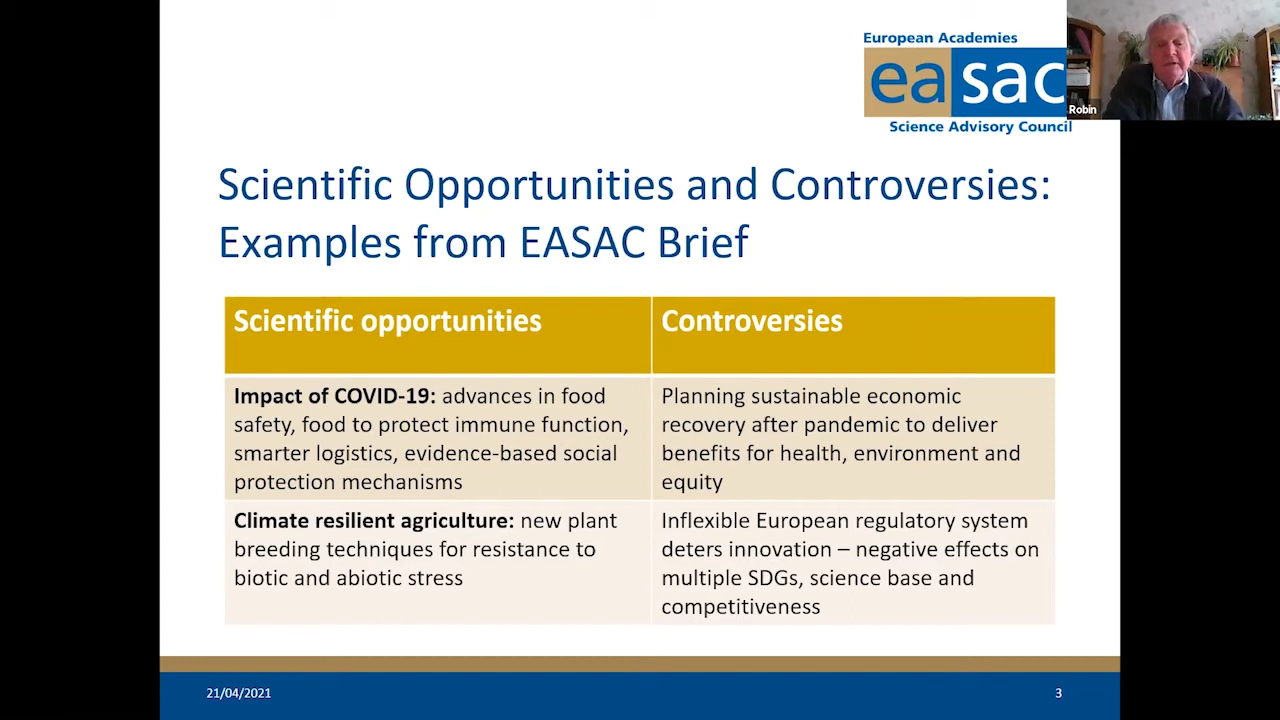 European Academies
easac
Science Advisory Council
Robin
Scientific Opportunities and Controversies:
Examples from EASAC Brief
Scientific opportunities
Controversies
Impact of COVID-19: advances in food
safety, food to protect immune function,
smarter logistics, evidence-based social
protection mechanisms
Planning sustainable economic
recovery after pandemic to deliver
benefits for health, environment and
equity
Climate resilient agriculture: new plant
breeding techniques for resistance to
biotic and abiotic stress
Inflexible European regulatory system
deters innovation – negative effects on
multiple SDGs, science base and
competitiveness
21/04/2021
3